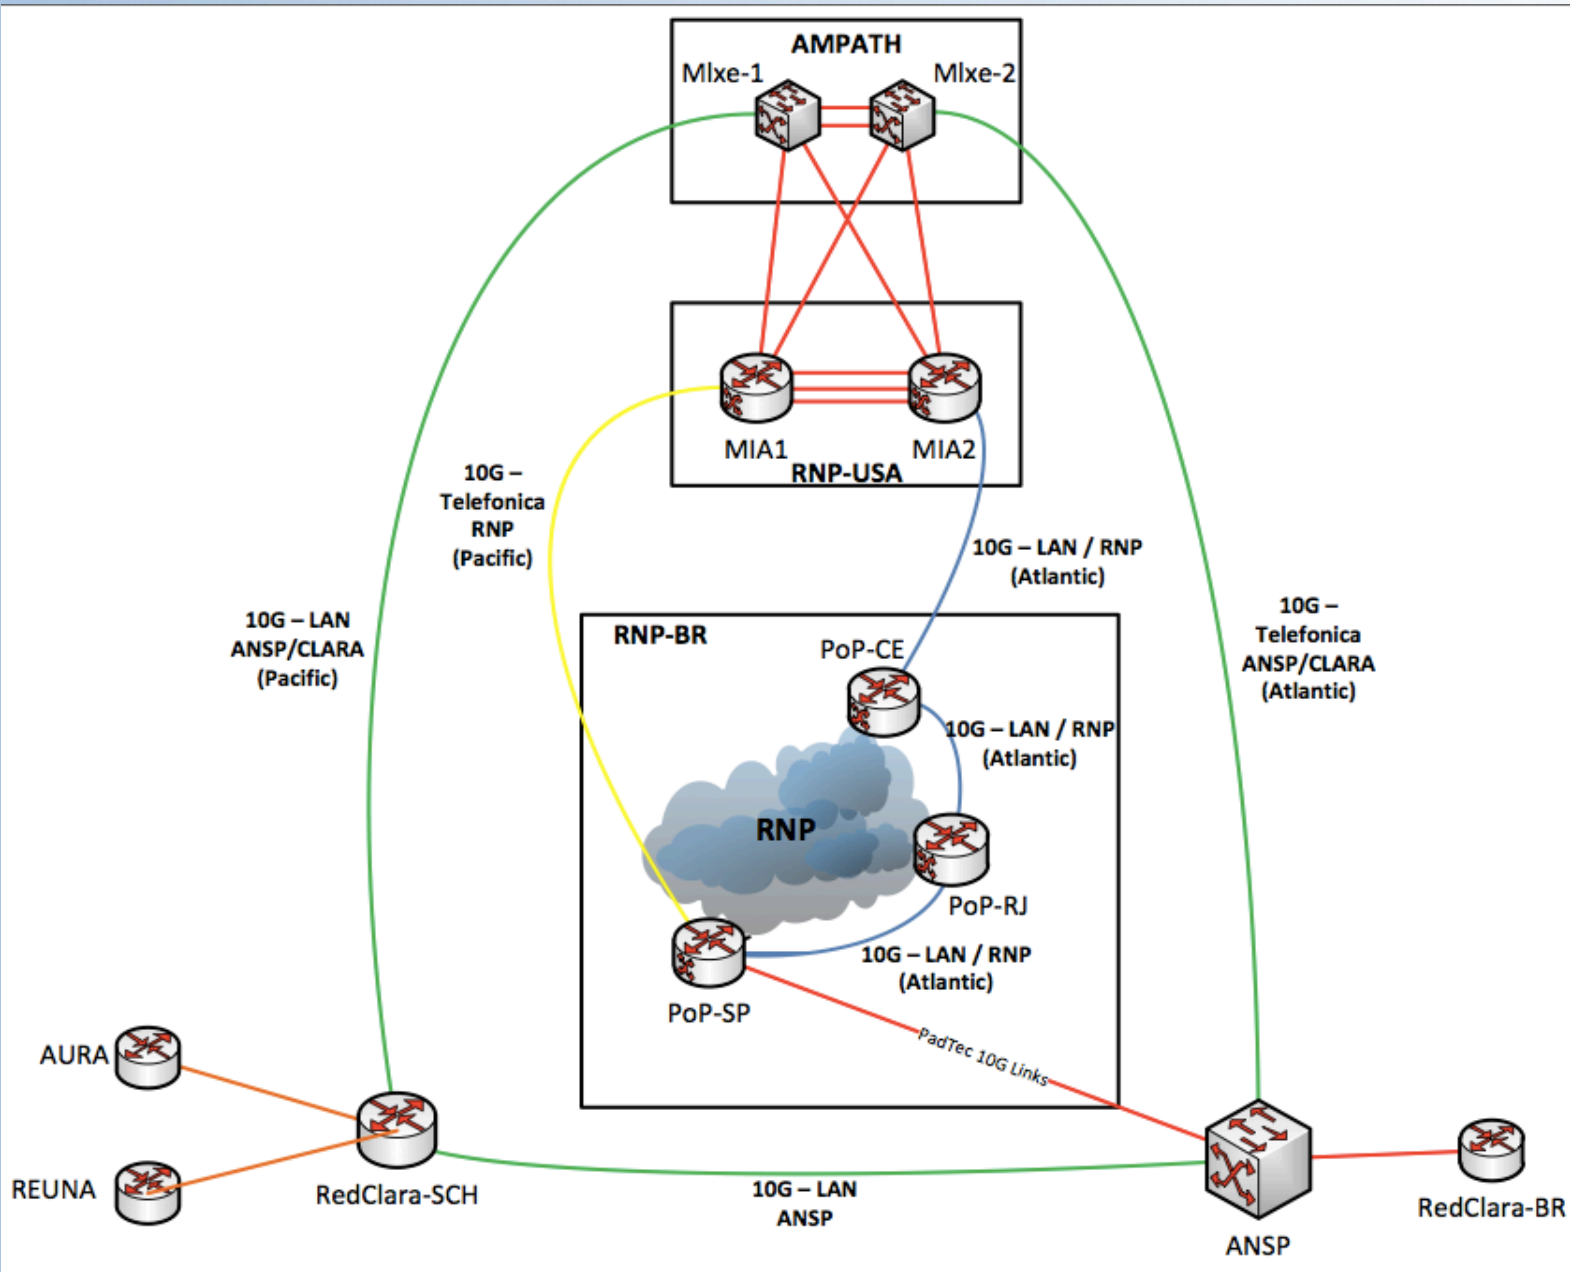 AMPATH
Mlxe-1
Mlxe-2
MIA1
MIA2
RNP-USA
10G –
Telefonica
RNP
(Pacific)
10G – LAN / RNP
(Atlantic)
10G – LAN
ANSP/CLARA
(Pacific)
10G –
Telefonica
ANSP/CLARA
(Atlantic)
RNP-BR
PoP-CE
10G – LAN / RNP
(Atlantic)
RNP
PoP-RJ
10G – LAN / RNP
(Atlantic)
PoP-SP
PadTec 10G Links
AURA
REUNA
RedClara-SCH
10G – LAN
ANSP
RedClara-BR
ANSP